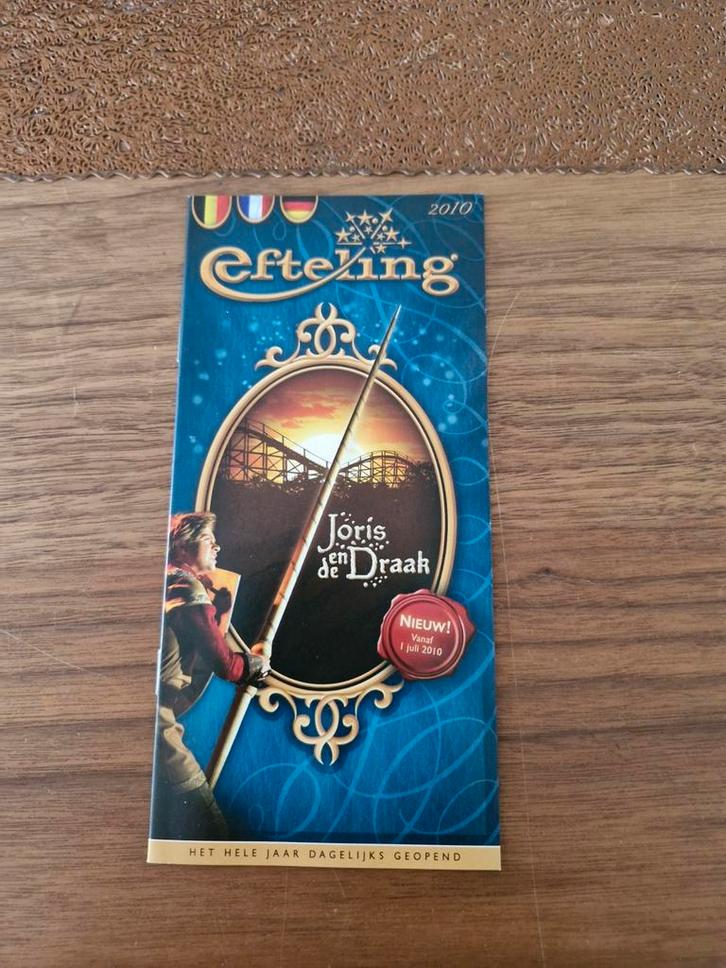 2010
Efteling®
Joris
en
de Draak
NIEUW!
Vanaf
1 juli 2010
HET HELE JAAR DAGELIJKS GEOPEND